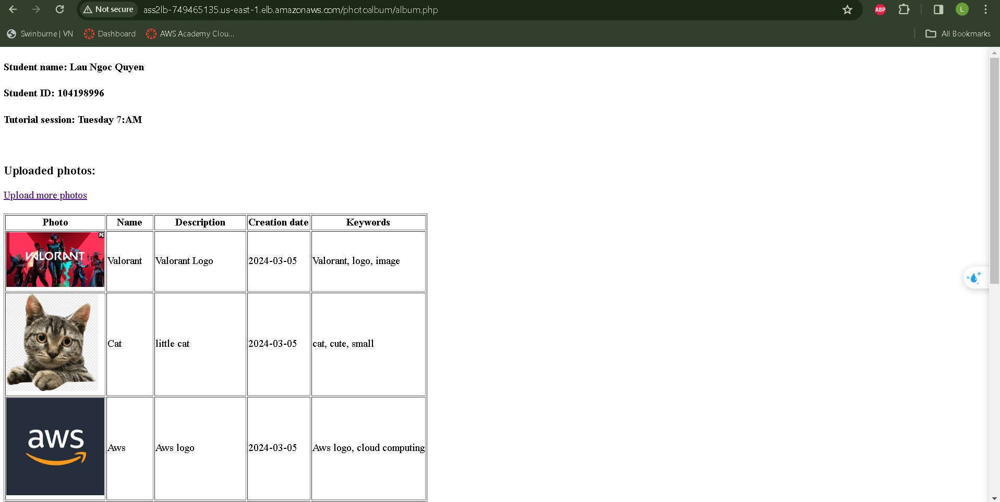 Not secure ass2lb-749465135.us-east-1.elb.amazonaws.com/photoalbum/album.php ABP L
Swinburne | VN Dashboard AWS Academy Clou... All Bookmarks
Student name: Lau Ngoc Quyen
Student ID: 104198996
Tutorial session: Tuesday 7:AM
Uploaded photos:
Upload more photos
Photo Name Description Creation date Keywords
PC
VALORANT
Valorant Valorant Logo 2024-03-05 Valorant, logo, image
Cat little cat 2024-03-05 cat, cute, small
aws
Aws Aws logo 2024-03-05 Aws logo, cloud computing